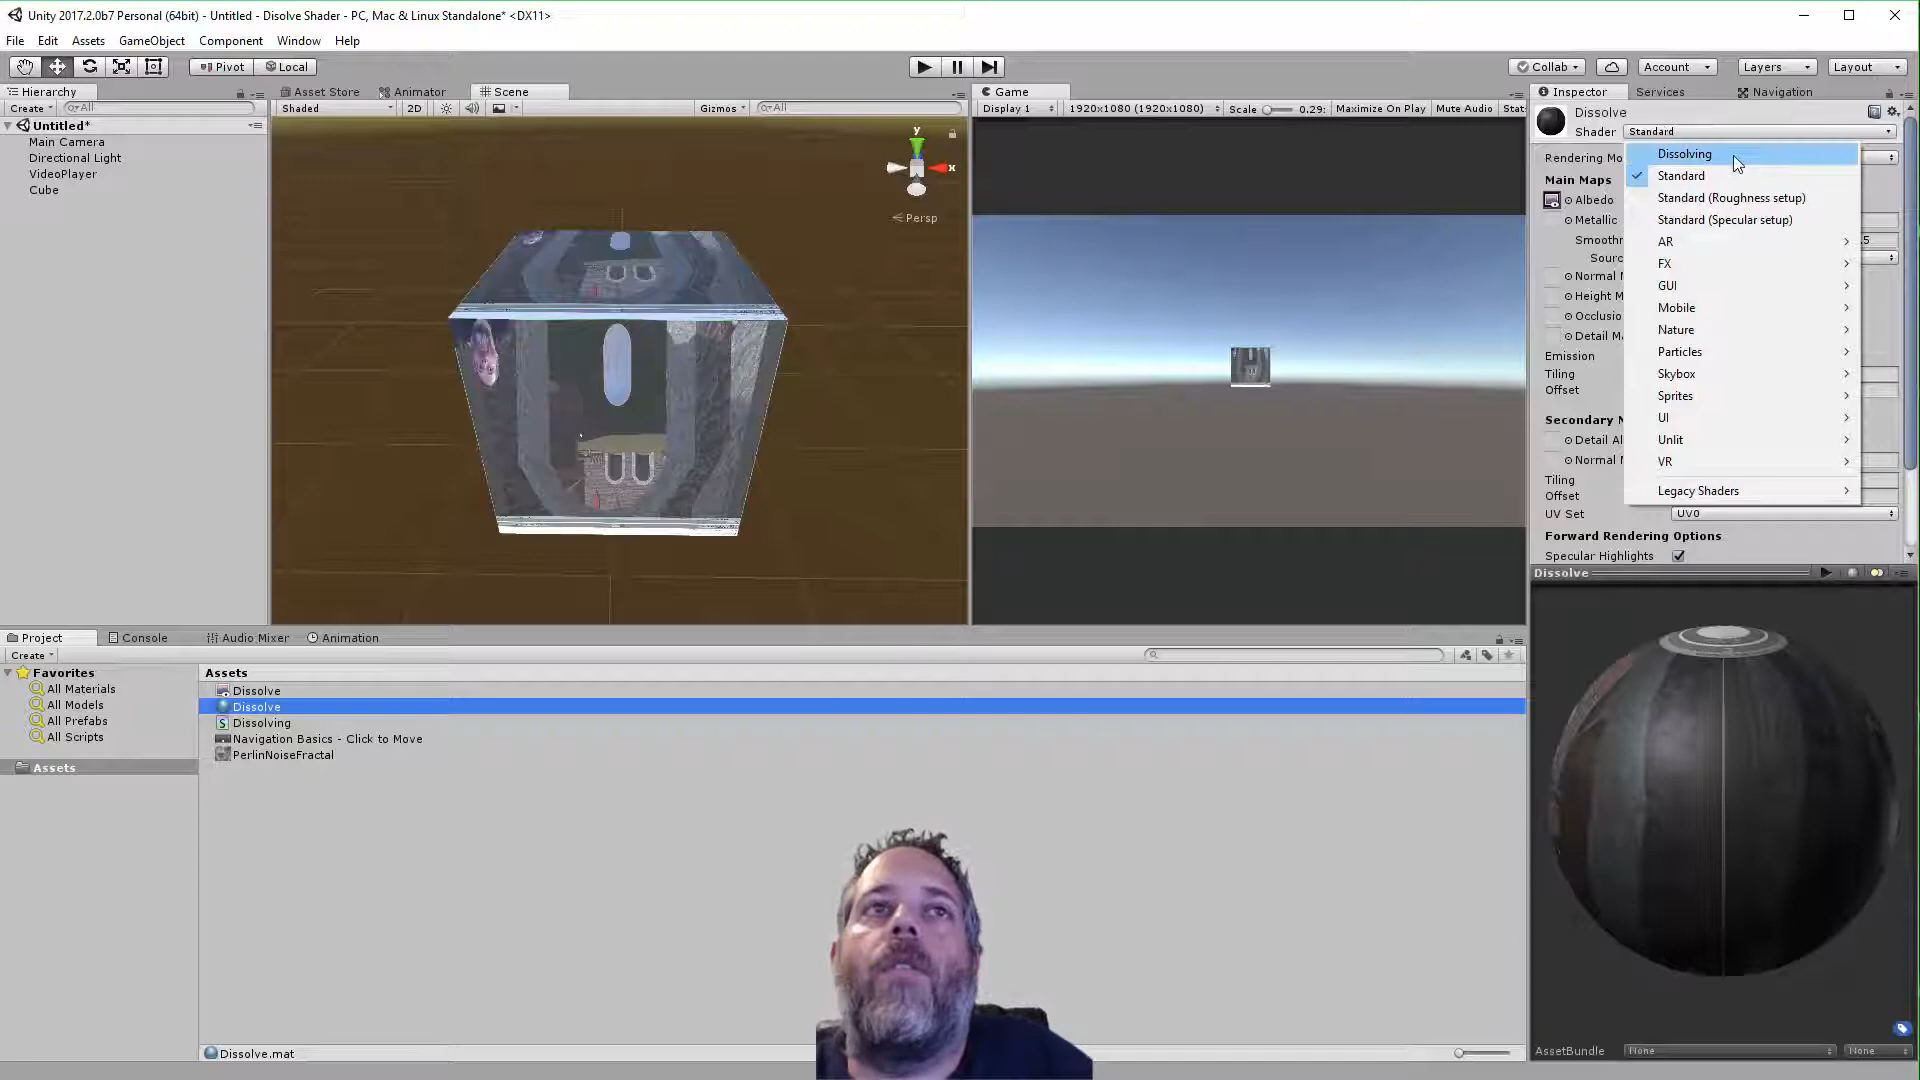 Unity 2017.2.0b7 Personal (64bit) - Untitled - Disolve Shader - PC, Mac & Linux Standalone* <DX11>
File Edit Assets GameObject Component Window Help
Pivot Local Collab Account Layers Layout
Hierarchy
Create All
Untitled*
Main Camera
Directional Light
VideoPlayer
Cube
Asset Store Animator Scene
Shaded 2D Gizmos All
y
x
Persp
Game
Display 1 1920x1080 (1920x1080) Scale 0.29: Maximize On Play Mute Audio Stats
Inspector Services Navigation
Dissolve
Shader Standard
Rendering Mo
Main Maps
Albedo
Metallic
Smoothn
5
Sourc
Normal M
Height M
Occlusio
Detail Ma
Emission
Tiling
Offset
Secondary M
Detail Al
Normal M
Tiling
Offset
UV Set UV0
Forward Rendering Options
Specular Highlights
Dissolving
Standard
Standard (Roughness setup)
Standard (Specular setup)
AR
FX
GUI
Mobile
Nature
Particles
Skybox
Sprites
UI
Unlit
VR
Legacy Shaders
Dissolve
AssetBundle None None
Project Console Audio Mixer Animation
Create
Favorites
All Materials
All Models
All Prefabs
All Scripts
Assets
Assets
Dissolve
Dissolve
Dissolving
Navigation Basics - Click to Move
PerlinNoiseFractal
Dissolve.mat